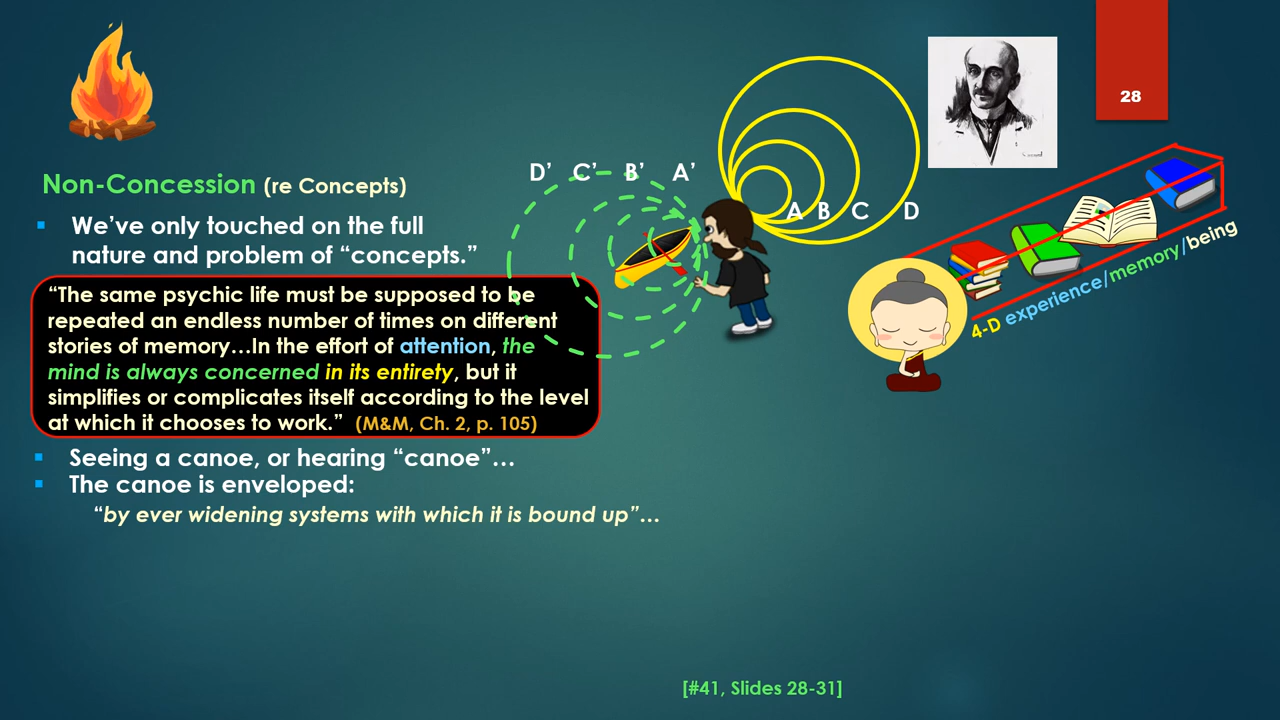 28
D’ C’ B’ A’
A B C D
Non-Concession (re Concepts)
We’ve only touched on the full
nature and problem of “concepts.”
“The same psychic life must be supposed to be
repeated an endless number of times on different
stories of memory…In the effort of attention, the
mind is always concerned in its entirety, but it
simplifies or complicates itself according to the level
at which it chooses to work.” (M&M, Ch. 2, p. 105)
4-D experience/memory/being
Seeing a canoe, or hearing “canoe”…
The canoe is enveloped:
“by ever widening systems with which it is bound up”…
[#41, Slides 28-31]